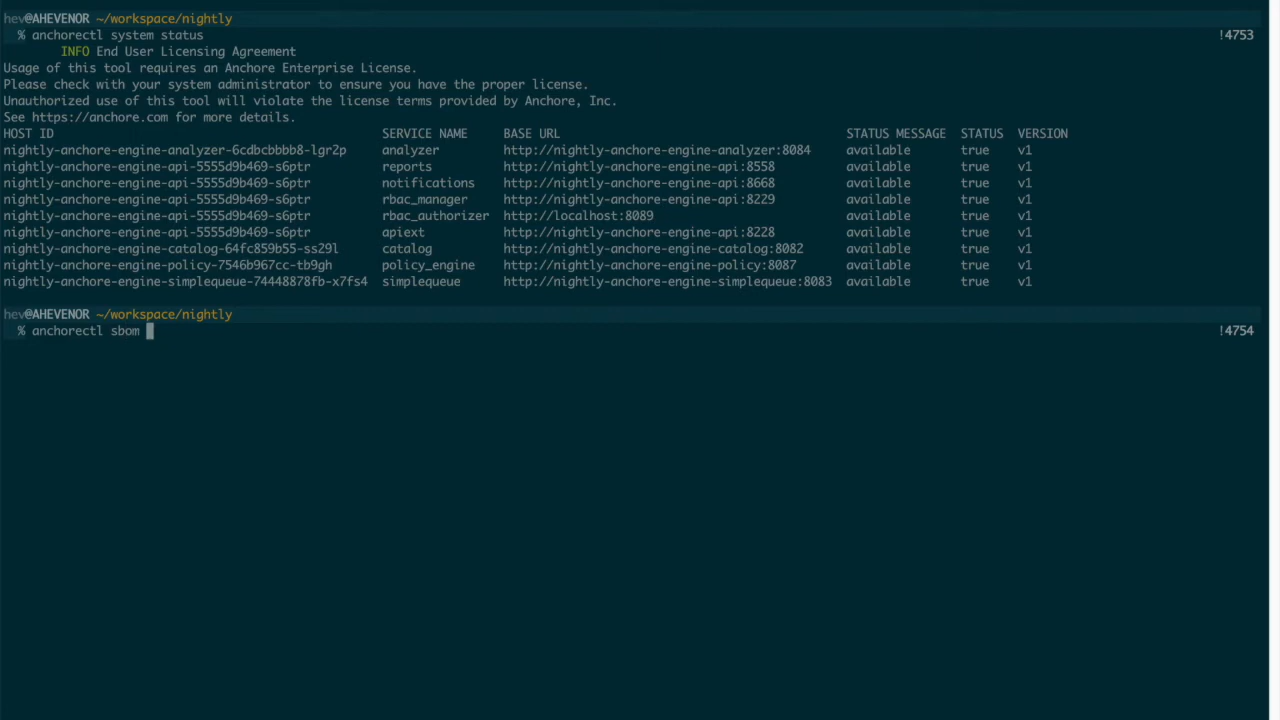 hev@AHEVENOR ~/workspace/nightly
% anchorectl system status !4753
INFO End User Licensing Agreement
Usage of this tool requires an Anchore Enterprise License.
Please check with your system administrator to ensure you have the proper license.
Unauthorized use of this tool will violate the license terms provided by Anchore, Inc.
See https://anchore.com for more details.
HOST ID SERVICE NAME BASE URL STATUS MESSAGE STATUS VERSION
nightly-anchore-engine-analyzer-6cdbcbbbb8-lgr2p analyzer http://nightly-anchore-engine-analyzer:8084 available true v1
nightly-anchore-engine-api-5555d9b469-s6ptr reports http://nightly-anchore-engine-api:8558 available true v1
nightly-anchore-engine-api-5555d9b469-s6ptr notifications http://nightly-anchore-engine-api:8668 available true v1
nightly-anchore-engine-api-5555d9b469-s6ptr rbac_manager http://nightly-anchore-engine-api:8229 available true v1
nightly-anchore-engine-api-5555d9b469-s6ptr rbac_authorizer http://localhost:8089 available true v1
nightly-anchore-engine-api-5555d9b469-s6ptr apiext http://nightly-anchore-engine-api:8228 available true v1
nightly-anchore-engine-catalog-64fc859b55-ss29l catalog http://nightly-anchore-engine-catalog:8082 available true v1
nightly-anchore-engine-policy-7546b967cc-tb9gh policy_engine http://nightly-anchore-engine-policy:8087 available true v1
nightly-anchore-engine-simplequeue-74448878fb-x7fs4 simplequeue http://nightly-anchore-engine-simplequeue:8083 available true v1
hev@AHEVENOR ~/workspace/nightly
% anchorectl sbom !4754